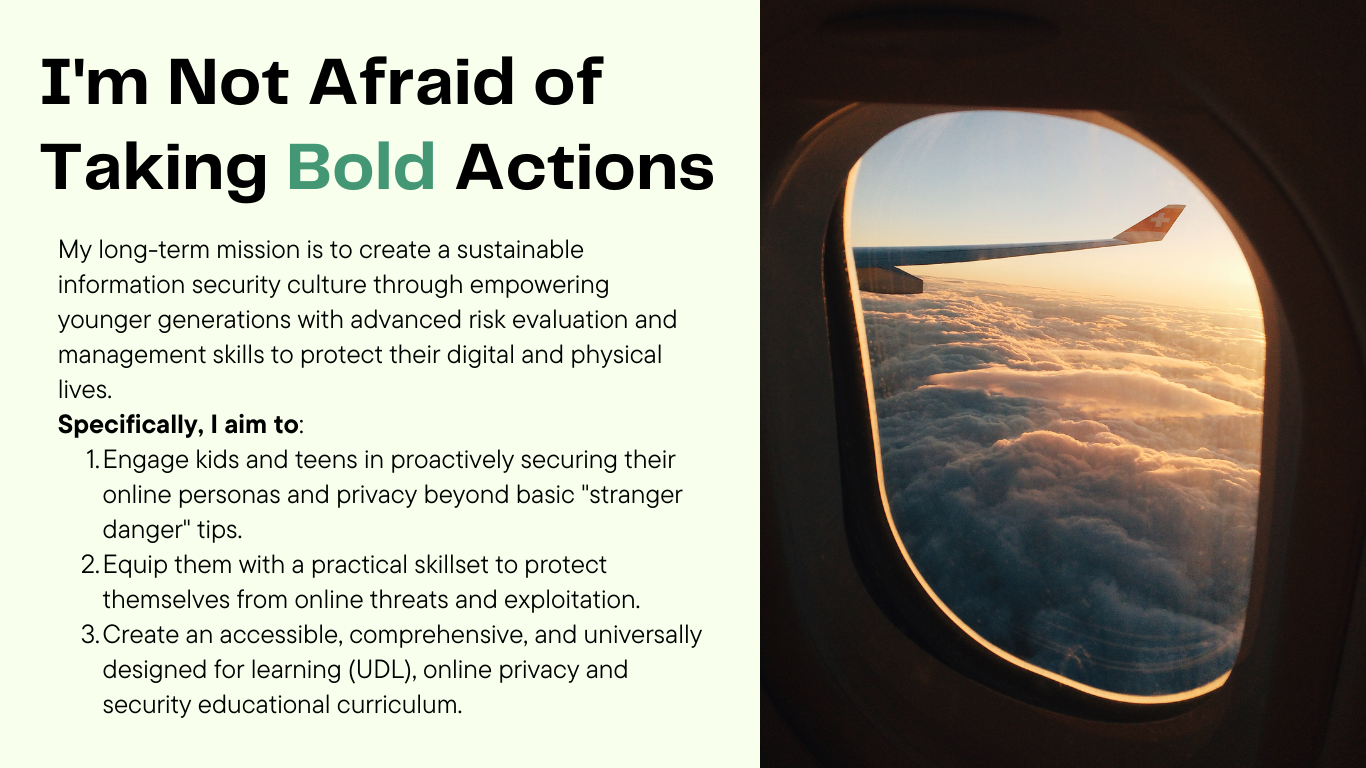 I'm Not Afraid of
Taking Bold Actions
My long-term mission is to create a sustainable
information security culture through empowering
younger generations with advanced risk evaluation and
management skills to protect their digital and physical
lives.
Specifically, I aim to:
1. Engage kids and teens in proactively securing their
online personas and privacy beyond basic "stranger
danger" tips.
2. Equip them with a practical skillset to protect
themselves from online threats and exploitation.
3. Create an accessible, comprehensive, and universally
designed for learning (UDL), online privacy and
security educational curriculum.